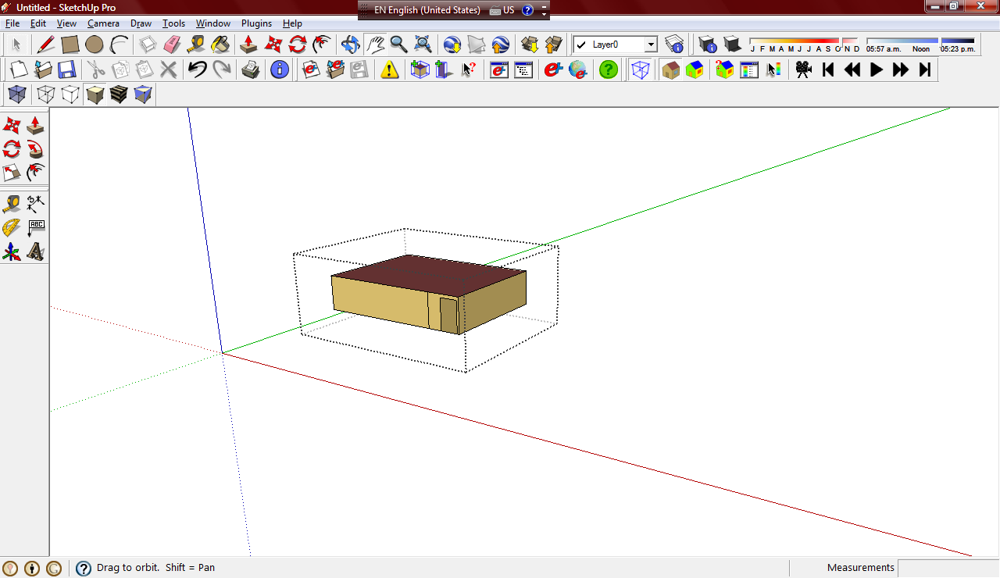 Untitled - SketchUp Pro
EN English (United States) US ?
File Edit View Camera Draw Tools Window Plugins Help
Layer0
J F M A M J J A S O N D
05:57 a.m. Noon 05:23 p.m.
ABC
Drag to orbit. Shift = Pan
Measurements